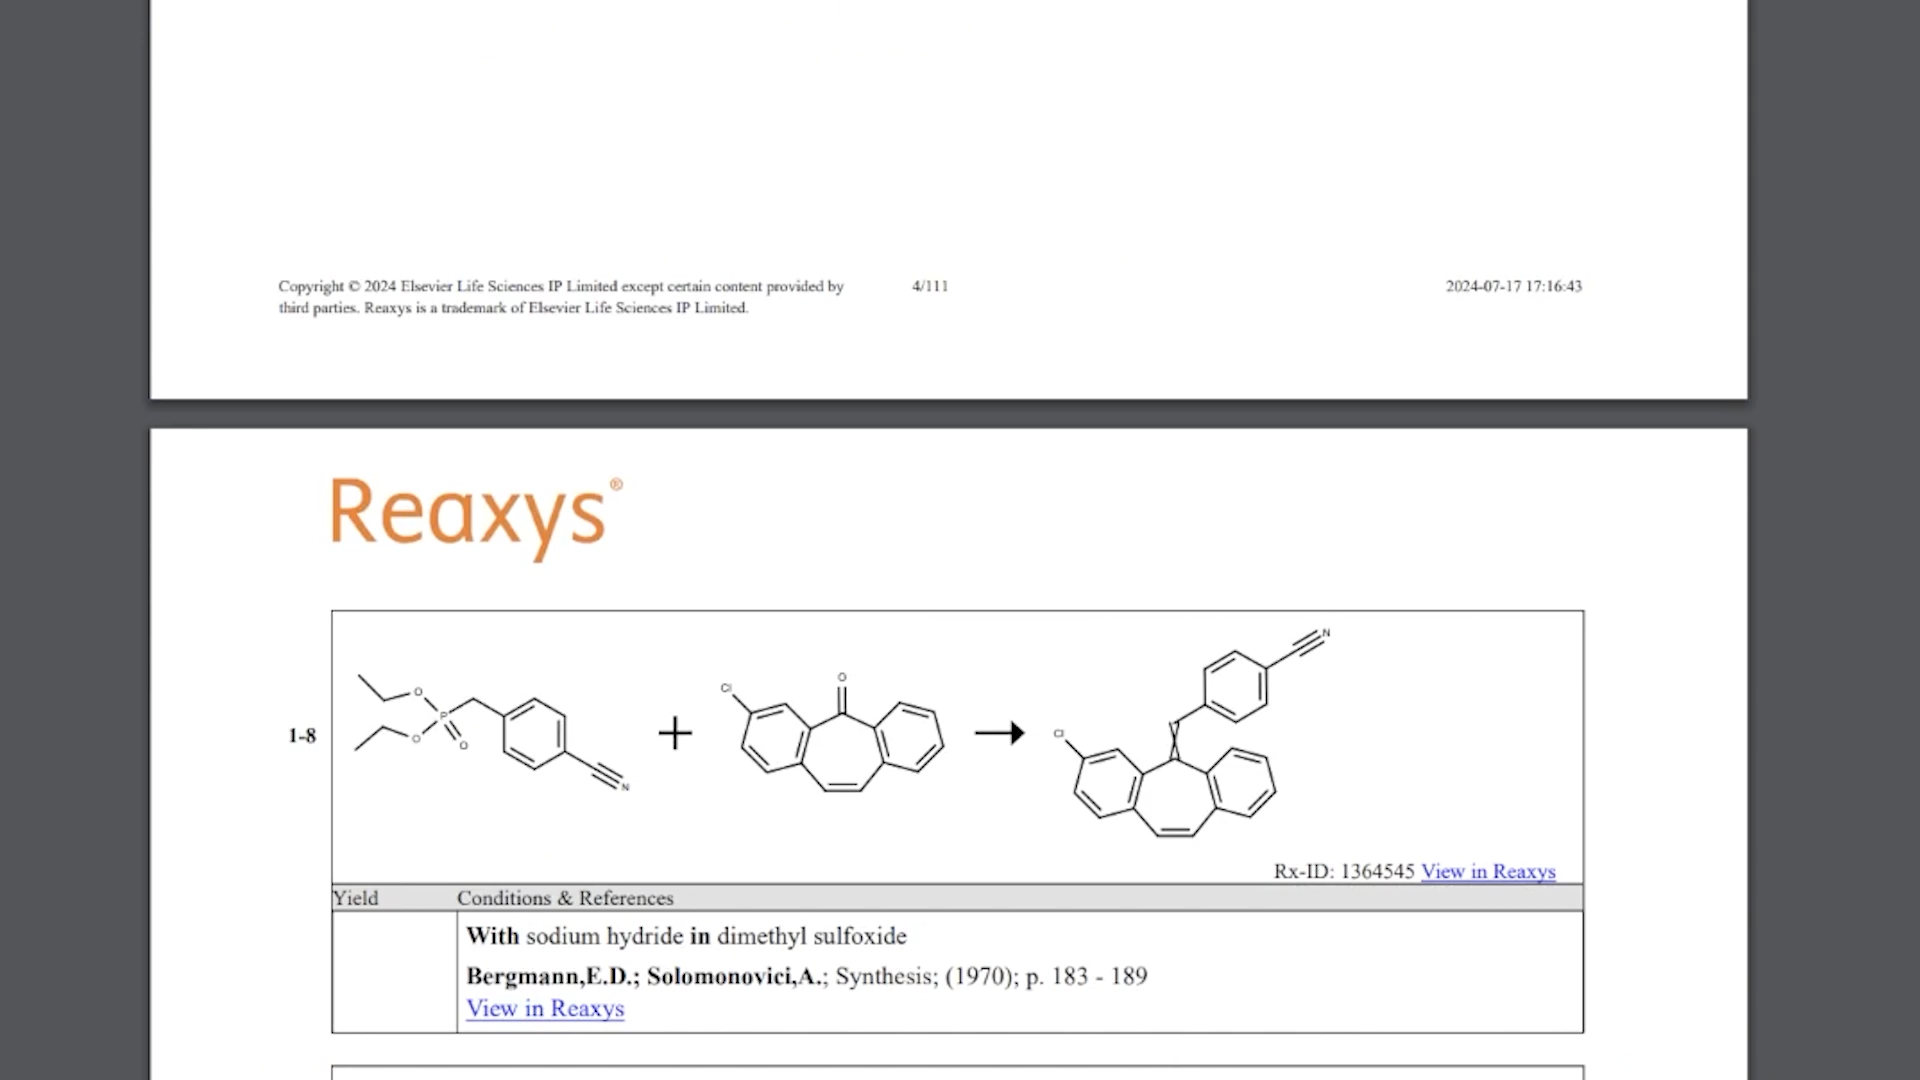 Copyright © 2024 Elsevier Life Sciences IP Limited except certain content provided by
third parties. Reaxys is a trademark of Elsevier Life Sciences IP Limited.
4/111
2024-07-17 17:16:43
Reaxys®
1-8
O
P
O
O
N
+
Cl
O
Cl
N
Rx-ID: 1364545 View in Reaxys
Yield Conditions & References
With sodium hydride in dimethyl sulfoxide
Bergmann,E.D.; Solomonovici,A.; Synthesis; (1970); p. 183 - 189
View in Reaxys